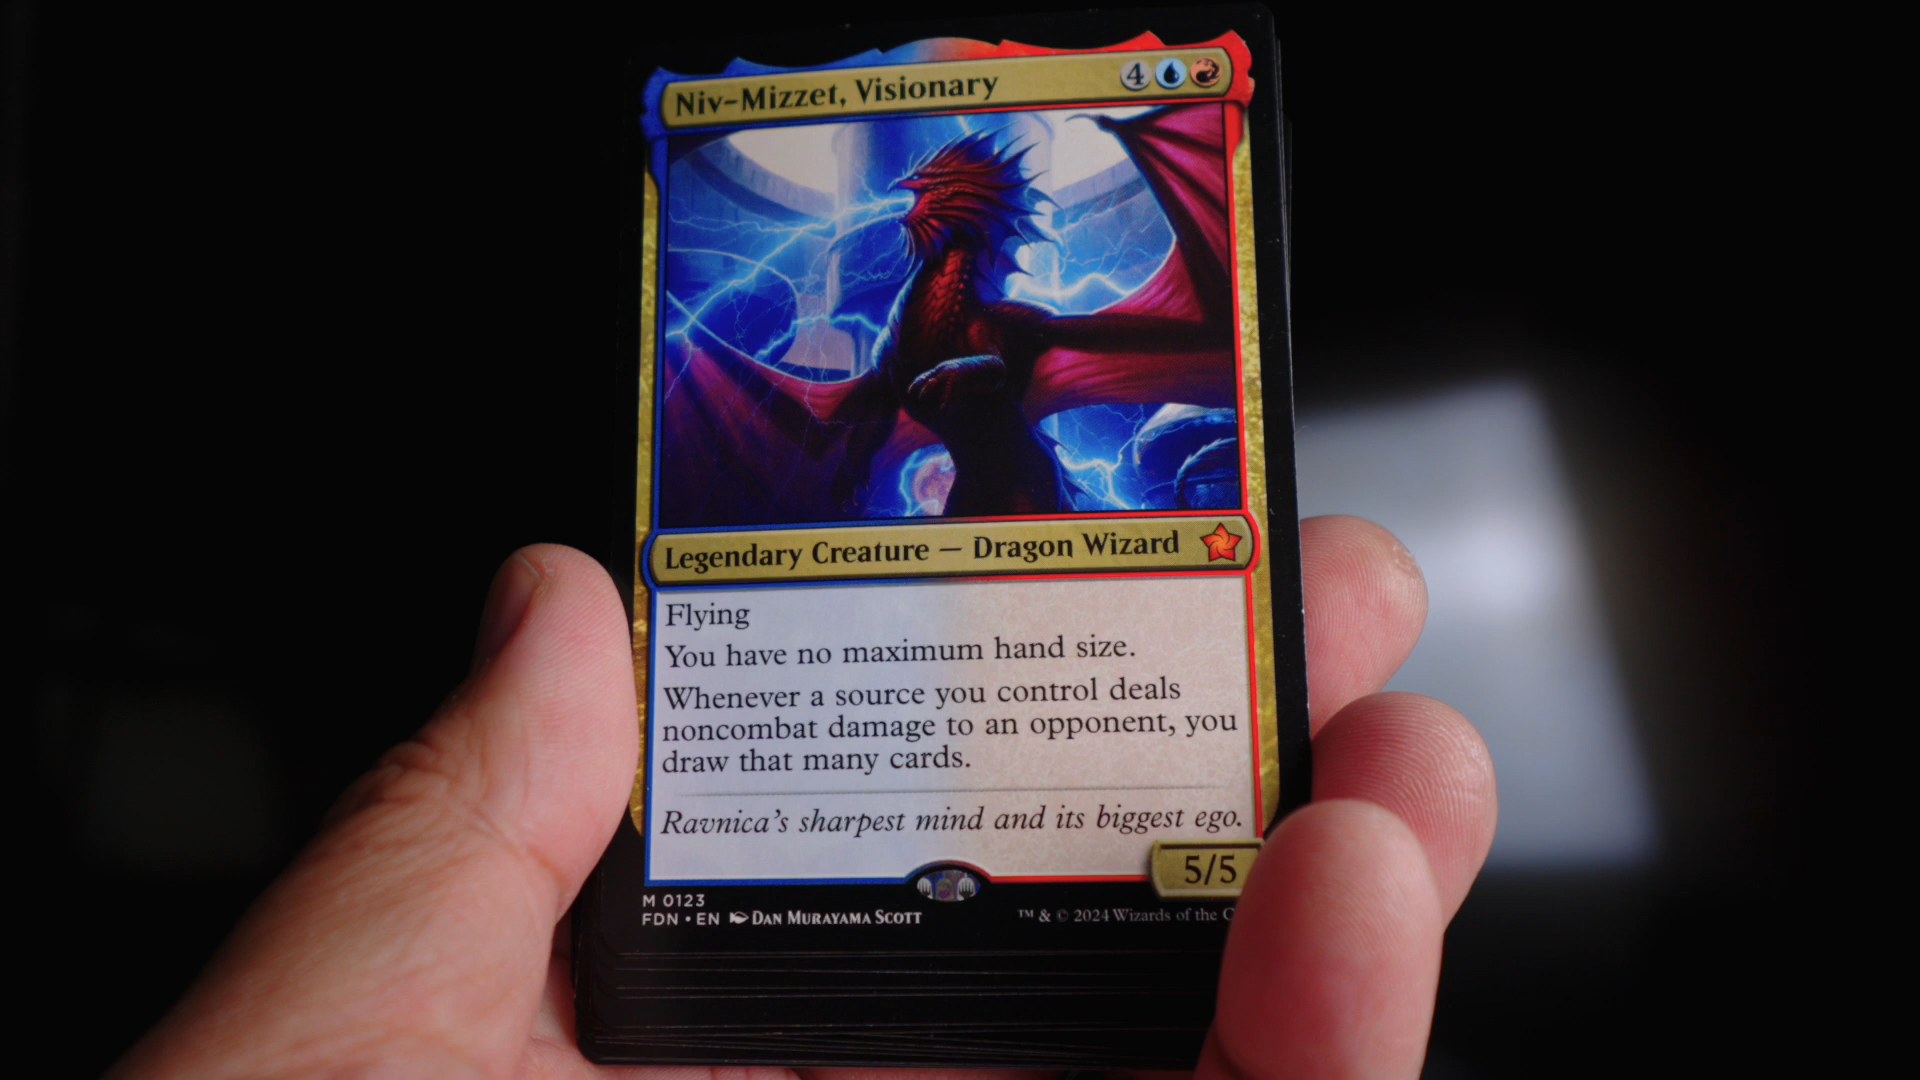 Niv-Mizzet, Visionary 4
Legendary Creature — Dragon Wizard
Flying
You have no maximum hand size.
Whenever a source you control deals
noncombat damage to an opponent, you
draw that many cards.
Ravnica's sharpest mind and its biggest ego.
5/5
M 0123
FDN • EN DAN MURAYAMA SCOTT
™ & © 2024 Wizards of the